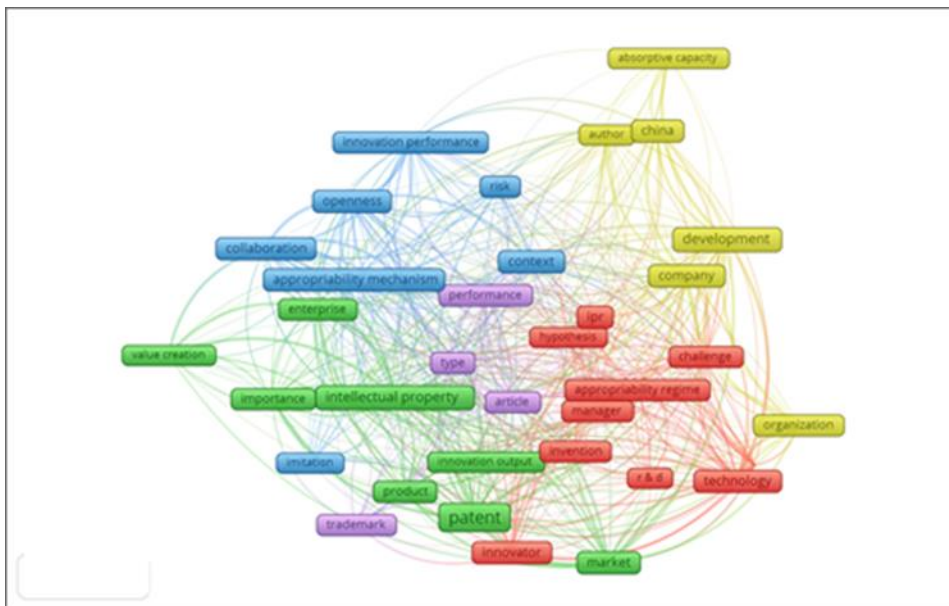 absorptive capacity
author
china
innovation performance
risk
openness
development
collaboration
context
appropriability mechanism
company
performance
enterprise
ipr
hypothesis
value creation
type
challenge
appropriability regime
importance
intellectual property
article
manager
organization
invention
imitation
innovation output
r & d
technology
product
patent
trademark
innovator
market